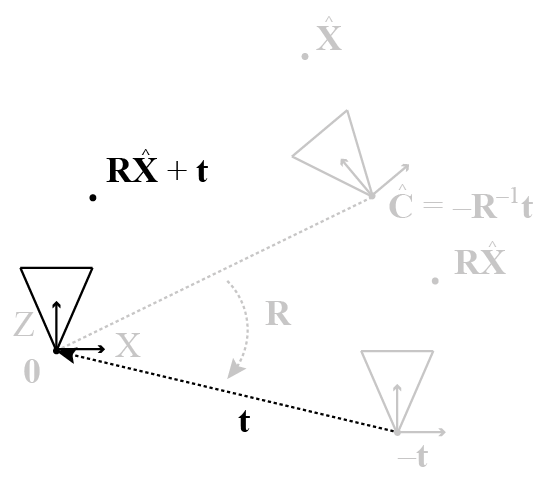 X̂
RX̂ + t
Ĉ = –R⁻¹t
RX̂
R
Z
X
0
t
–t